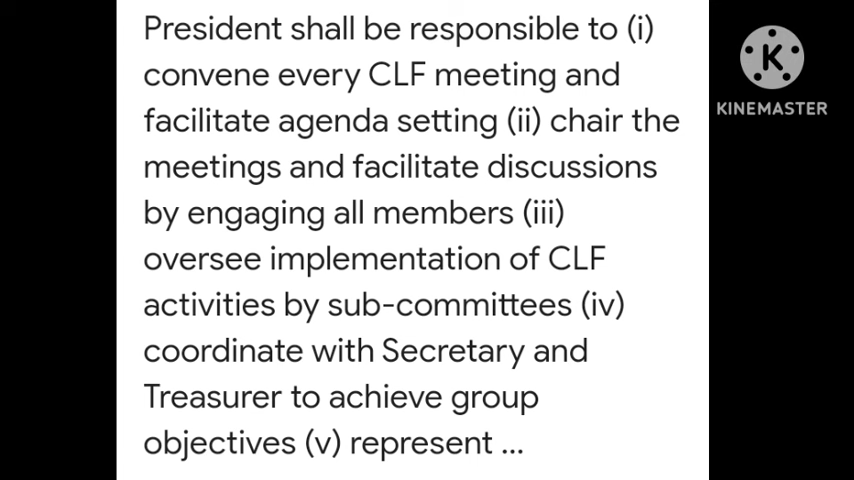 President shall be responsible to (i)
convene every CLF meeting and
facilitate agenda setting (ii) chair the
meetings and facilitate discussions
by engaging all members (iii)
oversee implementation of CLF
activities by sub-committees (iv)
coordinate with Secretary and
Treasurer to achieve group
objectives (v) represent ...
K
KINEMASTER